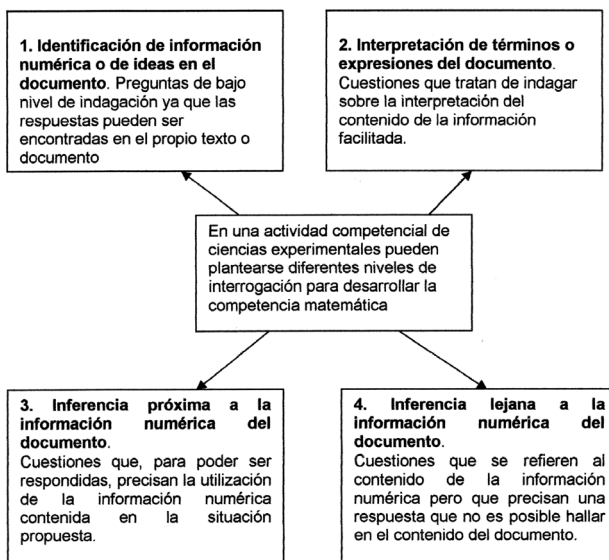 1. Identificación de información
numérica o de ideas en el
documento. Preguntas de bajo
nivel de indagación ya que las
respuestas pueden ser
encontradas en el propio texto o
documento
2. Interpretación de términos o
expresiones del documento.
Cuestiones que tratan de indagar
sobre la interpretación del
contenido de la información
facilitada.
En una actividad competencial de
ciencias experimentales pueden
plantearse diferentes niveles de
interrogación para desarrollar la
competencia matemática
3. Inferencia próxima a la
información numérica del
documento.
Cuestiones que, para poder ser
respondidas, precisan la utilización
de la información numérica
contenida en la situación
propuesta.
4. Inferencia lejana a la
información numérica del
documento.
Cuestiones que se refieren al
contenido de la información
numérica pero que precisan una
respuesta que no es posible hallar
en el contenido del documento.